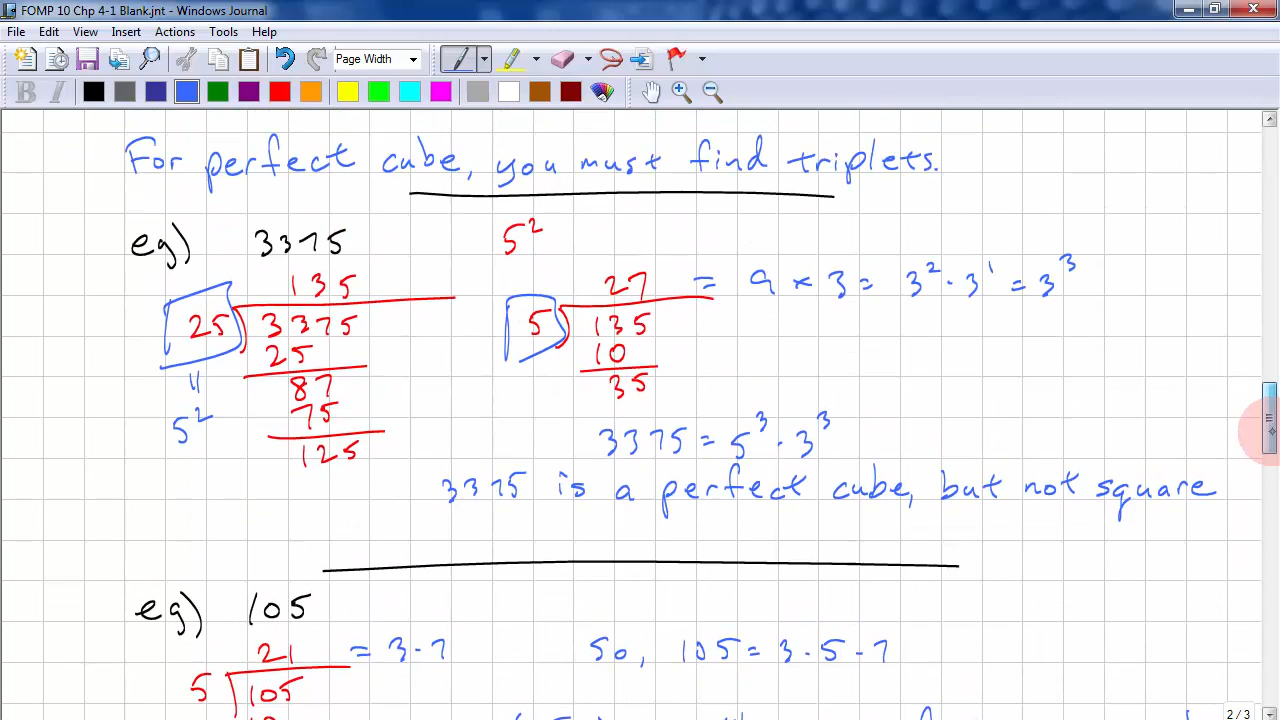 FOMP 10 Chp 4-1 Blank.jnt - Windows Journal
File Edit View Insert Actions Tools Help
Page Width
B I
For perfect cube, you must find triplets.
eg) 3375
5²
135
25 3375
25
87
75
125
11
5²
27 = 9 × 3 = 3² · 3¹ = 3³
5 135
10
35
3375 = 5³ · 3³
3375 is a perfect cube, but not square
eg) 105
21 = 3 · 7
5 105
So, 105 = 3 · 5 · 7
2 / 3